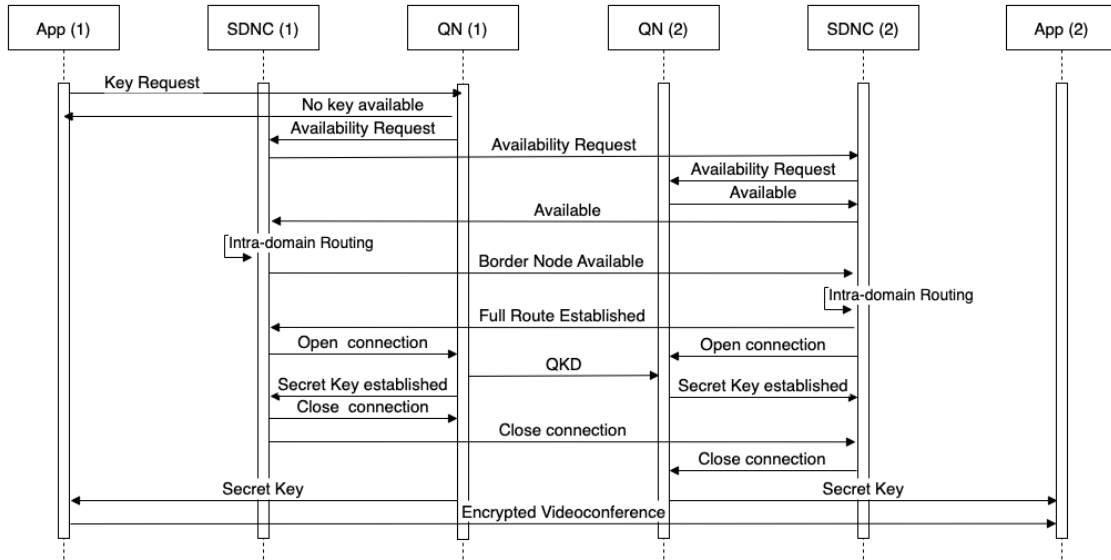 App (1)
SDNC (1)
QN (1)
QN (2)
SDNC (2)
App (2)
Key Request
No key available
Availability Request
Availability Request
Availability Request
Available
Available
Intra-domain Routing
Border Node Available
Intra-domain Routing
Full Route Established
Open connection
Open connection
QKD
Secret Key established
Secret Key established
Close connection
Close connection
Close connection
Secret Key
Secret Key
Encrypted Videoconference